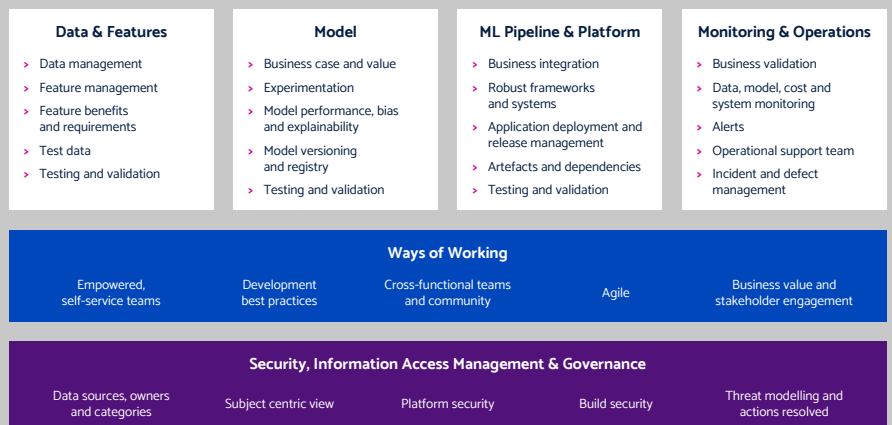 Data & Features
Data management
Feature management
Feature benefits
and requirements
Test data
Testing and validation
Model
Business case and value
Experimentation
Model performance, bias
and explainability
Model versioning
and registry
Testing and validation
ML Pipeline & Platform
Business integration
Robust frameworks
and systems
Application deployment and
release management
Artefacts and dependencies
Testing and validation
Monitoring & Operations
Business validation
Data, model, cost and
system monitoring
Alerts
Operational support team
Incident and defect
management
Ways of Working
Empowered,
self-service teams
Development
best practices
Cross-functional teams
and community
Agile
Business value and
stakeholder engagement
Security, Information Access Management & Governance
Data sources, owners
and categories
Subject centric view
Platform security
Build security
Threat modelling and
actions resolved